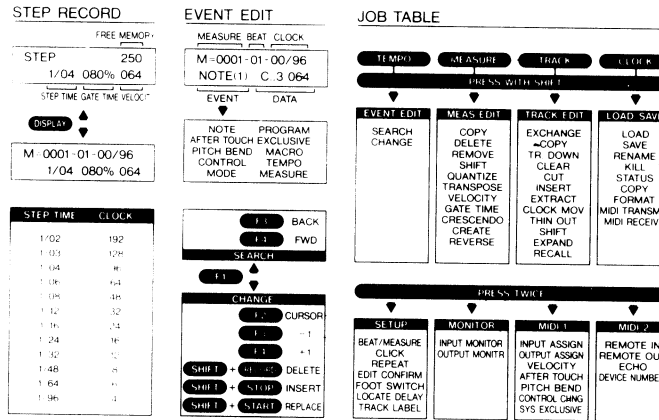 STEP RECORD
FREE MEMOR
STEP 250
1/04 080% 064
STEP TIME GATE TIME VELOCIT
DISPLAY
M=0001-01-00/96
1/04 080% 064
STEP TIME CLOCK
1/02 192
1/03 128
1/04 96
1/06 64
1/08 48
1/12 32
1/16 24
1/24 16
1/32 12
1/48 8
1/64 6
1/96 4
EVENT EDIT
MEASURE BEAT CLOCK
M=0001-01-00/96
NOTE(1) C..3 064
EVENT DATA
NOTE PROGRAM
AFTER TOUCH EXCLUSIVE
PITCH BEND MACRO
CONTROL TEMPO
MODE MEASURE
F3 BACK
F4 FWD
SEARCH
F1
CHANGE
F2 CURSOR
F3 -1
F4 +1
SHIFT + RECORD DELETE
SHIFT + STOP INSERT
SHIFT + START REPLACE
JOB TABLE
TEMPO MEASURE TRACK CLOCK
PRESS WITH SHIFT
EVENT EDIT
SEARCH
CHANGE
MEAS EDIT
COPY
DELETE
REMOVE
SHIFT
QUANTIZE
TRANSPOSE
VELOCITY
GATE TIME
CRESCENDO
CREATE
REVERSE
TRACK EDIT
EXCHANGE
COPY
TR DOWN
CLEAR
CUT
INSERT
EXTRACT
CLOCK MOV
THIN OUT
SHIFT
EXPAND
RECALL
LOAD SAVE
LOAD
SAVE
RENAME
KILL
STATUS
COPY
FORMAT
MIDI TRANSM
MIDI RECEIV
PRESS TWICE
SETUP
BEAT/MEASURE
CLICK
REPEAT
EDIT CONFIRM
FOOT SWITCH
LOCATE DELAY
TRACK LABEL
MONITOR
INPUT MONITOR
OUTPUT MONITR
MIDI 1
INPUT ASSIGN
OUTPUT ASSIGN
VELOCITY
AFTER TOUCH
PITCH BEND
CONTROL CHNG
SYS EXCLUSIVE
MIDI 2
REMOTE IN
REMOTE OU
ECHO
DEVICE NUMBE